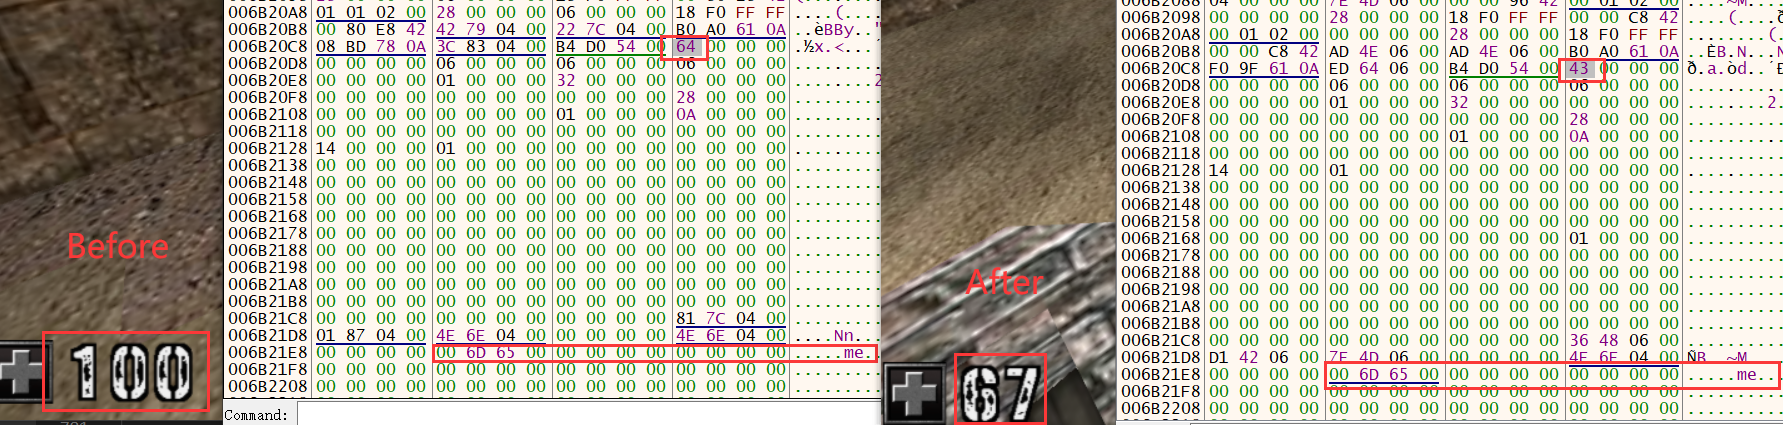 006B20A8 01 01 02 00 28 00 00 00 06 00 00 00 18 F0 FF FF ....(...
006B20B8 00 80 E8 42 42 79 04 00 22 7C 04 00 B0 A0 61 0A ..èBBy.."
006B20C8 08 BD 78 0A 3C 83 04 00 B4 D0 54 00 64 00 00 00 .½x.<...
006B20D8 00 00 00 00 06 00 00 00 06 00 00 00 06 00 00 00 ........
006B20E8 00 00 00 00 01 00 00 00 32 00 00 00 00 00 00 00 ........2
006B20F8 00 00 00 00 00 00 00 00 00 00 00 00 28 00 00 00 ........
006B2108 00 00 00 00 00 00 00 00 01 00 00 00 0A 00 00 00 ........
006B2118 00 00 00 00 00 00 00 00 00 00 00 00 00 00 00 00 ........
006B2128 14 00 00 00 01 00 00 00 00 00 00 00 00 00 00 00 ........
006B2138 00 00 00 00 00 00 00 00 00 00 00 00 00 00 00 00 ........
006B2148 00 00 00 00 00 00 00 00 00 00 00 00 00 00 00 00 ........
006B2158 00 00 00 00 00 00 00 00 00 00 00 00 00 00 00 00 ........
006B2168 00 00 00 00 00 00 00 00 00 00 00 00 00 00 00 00 ........
006B2178 00 00 00 00 00 00 00 00 00 00 00 00 00 00 00 00 ........
006B2188 00 00 00 00 00 00 00 00 00 00 00 00 00 00 00 00 ........
006B2198 00 00 00 00 00 00 00 00 00 00 00 00 00 00 00 00 ........
006B21A8 00 00 00 00 00 00 00 00 00 00 00 00 00 00 00 00 ........
006B21B8 00 00 00 00 00 00 00 00 00 00 00 00 00 00 00 00 ........
006B21C8 00 00 00 00 00 00 00 00 00 00 00 00 81 7C 04 00 ........
006B21D8 01 87 04 00 4E 6E 04 00 00 00 00 00 4E 6E 04 00 ....Nn..
006B21E8 00 00 00 00 00 6D 65 00 00 00 00 00 00 00 00 00 .....me.
006B21F8 00 00 00 00 00 00 00 00 00 00 00 00 00 00 00 00 ........
006B2208 00 00 00 00 00 00 00 00 00 00 00 00 00 00 00 00 ........
Command:
Before
100
006B2098 00 00 00 00 28 00 00 00 18 F0 FF FF 00 00 C8 42 ....(...
006B20A8 00 01 02 00 00 00 00 00 28 00 00 00 18 F0 FF FF ........(
006B20B8 00 00 C8 42 AD 4E 06 00 AD 4E 06 00 B0 A0 61 0A ..ÈB.N...N
006B20C8 F0 9F 61 0A ED 64 06 00 B4 D0 54 00 43 00 00 00
006B20D8 00 00 00 00 06 00 00 00 06 00 00 00 06 00 00 00 ........
006B20E8 00 00 00 00 01 00 00 00 32 00 00 00 00 00 00 00 ........2
006B20F8 00 00 00 00 00 00 00 00 00 00 00 00 28 00 00 00 ........
006B2108 00 00 00 00 00 00 00 00 01 00 00 00 0A 00 00 00 ........
006B2118 00 00 00 00 00 00 00 00 00 00 00 00 00 00 00 00 ........
006B2128 14 00 00 00 01 00 00 00 00 00 00 00 00 00 00 00 ........
006B2138 00 00 00 00 00 00 00 00 00 00 00 00 00 00 00 00 ........
006B2148 00 00 00 00 00 00 00 00 00 00 00 00 00 00 00 00 ........
006B2158 00 00 00 00 00 00 00 00 00 00 00 00 00 00 00 00 ........
006B2168 00 00 00 00 00 00 00 00 00 00 00 00 01 00 00 00 ........
006B2178 00 00 00 00 00 00 00 00 00 00 00 00 00 00 00 00 ........
006B2188 00 00 00 00 00 00 00 00 00 00 00 00 00 00 00 00 ........
006B2198 00 00 00 00 00 00 00 00 00 00 00 00 00 00 00 00 ........
006B21A8 00 00 00 00 00 00 00 00 00 00 00 00 00 00 00 00 ........
006B21B8 00 00 00 00 00 00 00 00 00 00 00 00 00 00 00 00 ........
006B21C8 00 00 00 00 00 00 00 00 00 00 00 00 36 48 06 00 ........
006B21D8 D1 42 06 00 7E 4D 06 00 00 00 00 00 4E 6E 04 00 ÑB..~M
006B21E8 00 00 00 00 00 6D 65 00 00 00 00 00 00 00 00 00 .....me..
006B21F8 00 00 00 00 00 00 00 00 00 00 00 00 00 00 00 00 ........
006B2208 00 00 00 00 00 00 00 00 00 00 00 00 00 00 00 00 ........
After
67